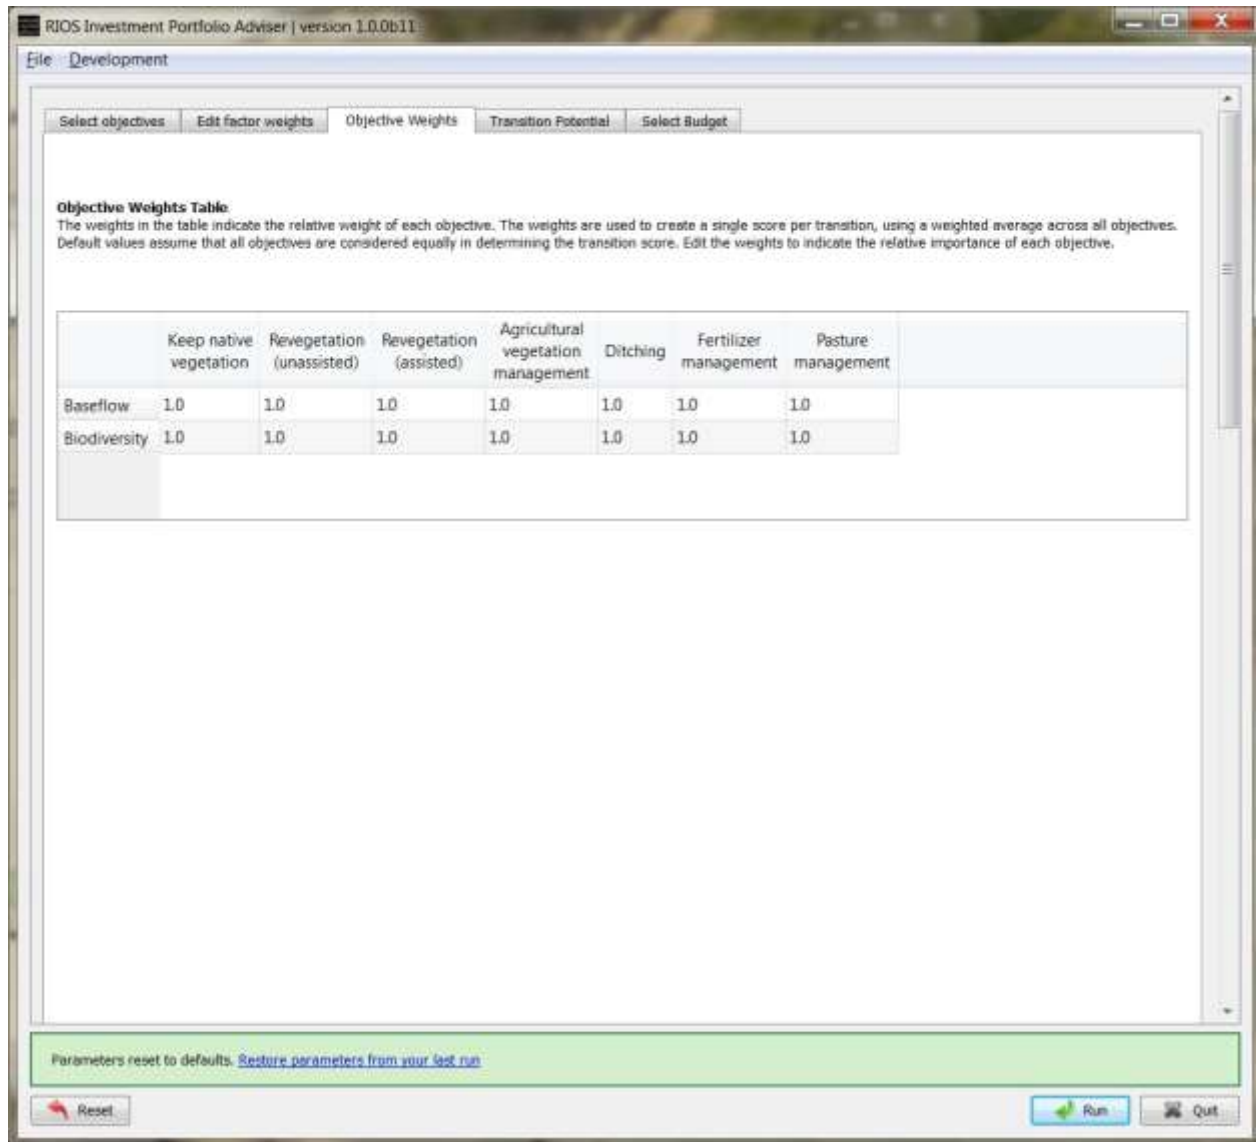 RIOS Investment Portfolio Adviser | version 1.0.0b11
File Development
Select objectives Edit factor weights Objective Weights Transition Potential Select Budget
Objective Weights Table
The weights in the table indicate the relative weight of each objective. The weights are used to create a single score per transition, using a weighted average across all objectives.
Default values assume that all objectives are considered equally in determining the transition score. Edit the weights to indicate the relative importance of each objective.
Keep native vegetation Revegetation (unassisted) Revegetation (assisted) Agricultural vegetation management Ditching Fertilizer management Pasture management
Baseflow 1.0 1.0 1.0 1.0 1.0 1.0 1.0
Biodiversity 1.0 1.0 1.0 1.0 1.0 1.0 1.0
Parameters reset to defaults. Restore parameters from your last run
Reset Run Quit